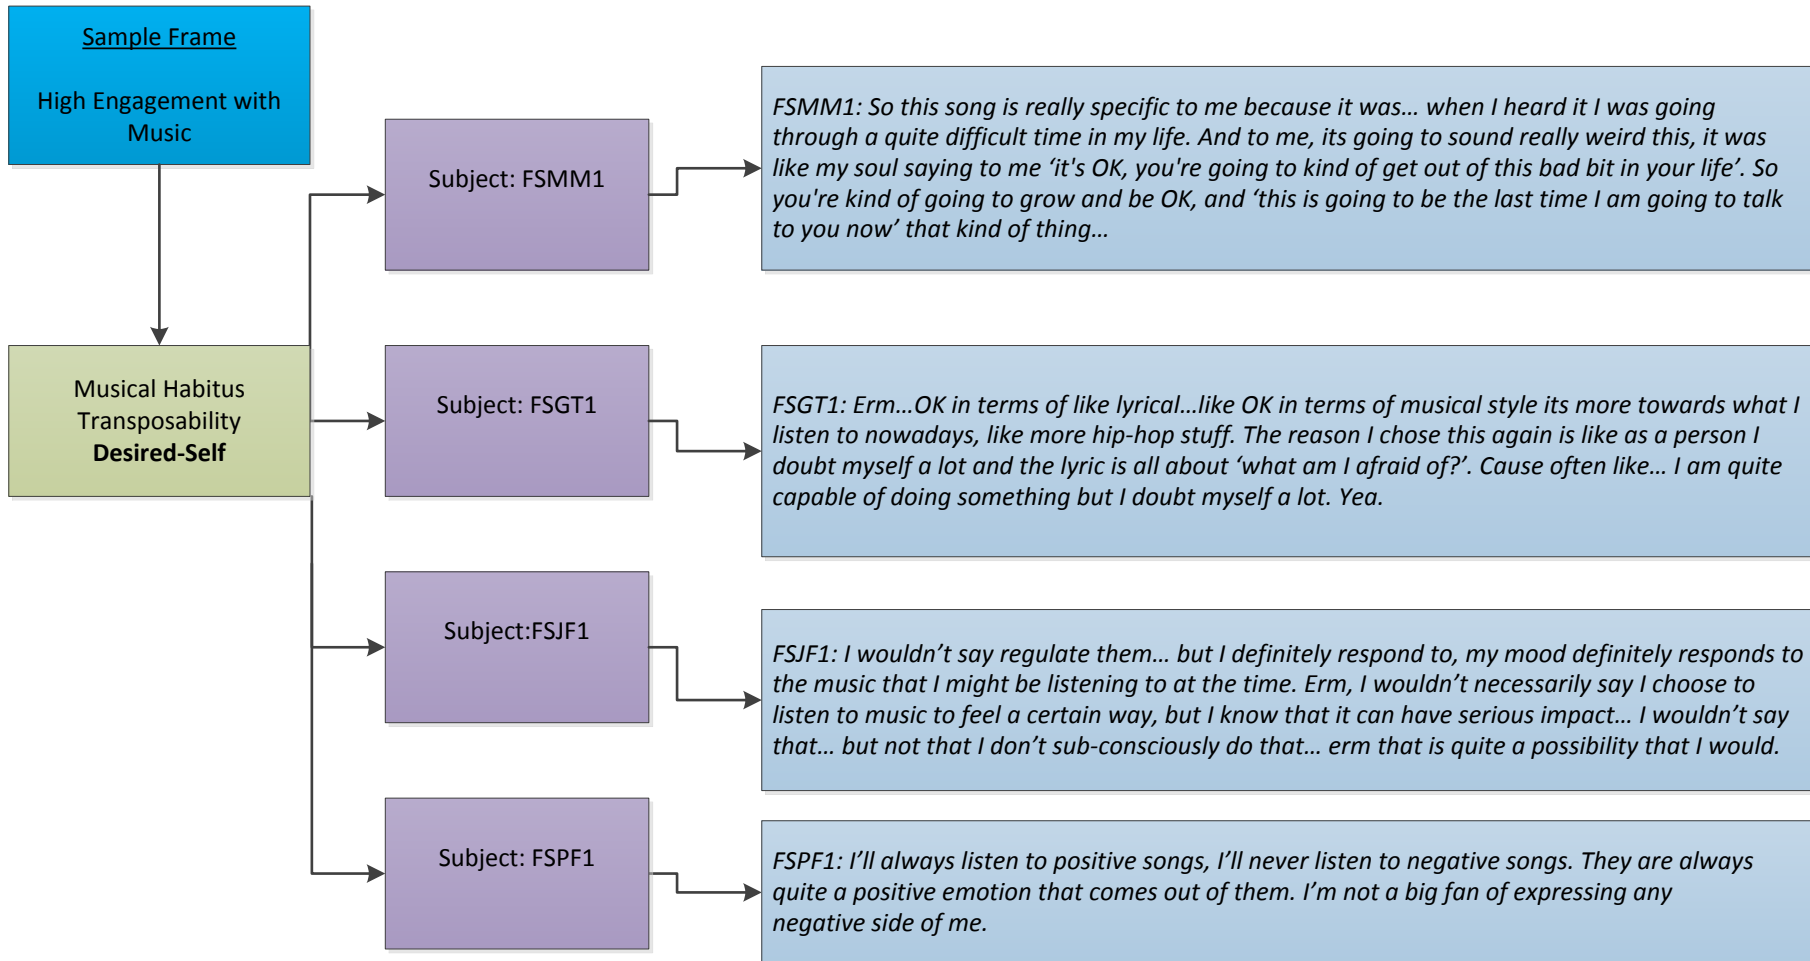 Sample Frame
High Engagement with
Music
Musical Habitus
Transposability
Desired-Self
Subject: FSMM1
FSMM1: So this song is really specific to me because it was… when I heard it I was going
through a quite difficult time in my life. And to me, its going to sound really weird this, it was
like my soul saying to me ‘it's OK, you're going to kind of get out of this bad bit in your life’. So
you're kind of going to grow and be OK, and ‘this is going to be the last time I am going to talk
to you now’ that kind of thing…
Subject: FSGT1
FSGT1: Erm…OK in terms of like lyrical…like OK in terms of musical style its more towards what I
listen to nowadays, like more hip-hop stuff. The reason I chose this again is like as a person I
doubt myself a lot and the lyric is all about ‘what am I afraid of?’. Cause often like… I am quite
capable of doing something but I doubt myself a lot. Yea.
Subject:FSJF1
FSJF1: I wouldn’t say regulate them… but I definitely respond to, my mood definitely responds to
the music that I might be listening to at the time. Erm, I wouldn’t necessarily say I choose to
listen to music to feel a certain way, but I know that it can have serious impact… I wouldn’t say
that… but not that I don’t sub-consciously do that… erm that is quite a possibility that I would.
Subject: FSPF1
FSPF1: I’ll always listen to positive songs, I’ll never listen to negative songs. They are always
quite a positive emotion that comes out of them. I’m not a big fan of expressing any
negative side of me.